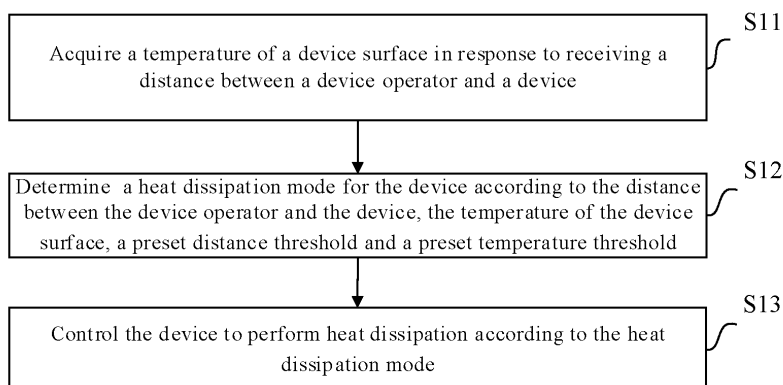 S11
Acquire a temperature of a device surface in response to receiving a
distance between a device operator and a device
S12
Determine a heat dissipation mode for the device according to the distance
between the device operator and the device, the temperature of the device
surface, a preset distance threshold and a preset temperature threshold
S13
Control the device to perform heat dissipation according to the heat
dissipation mode